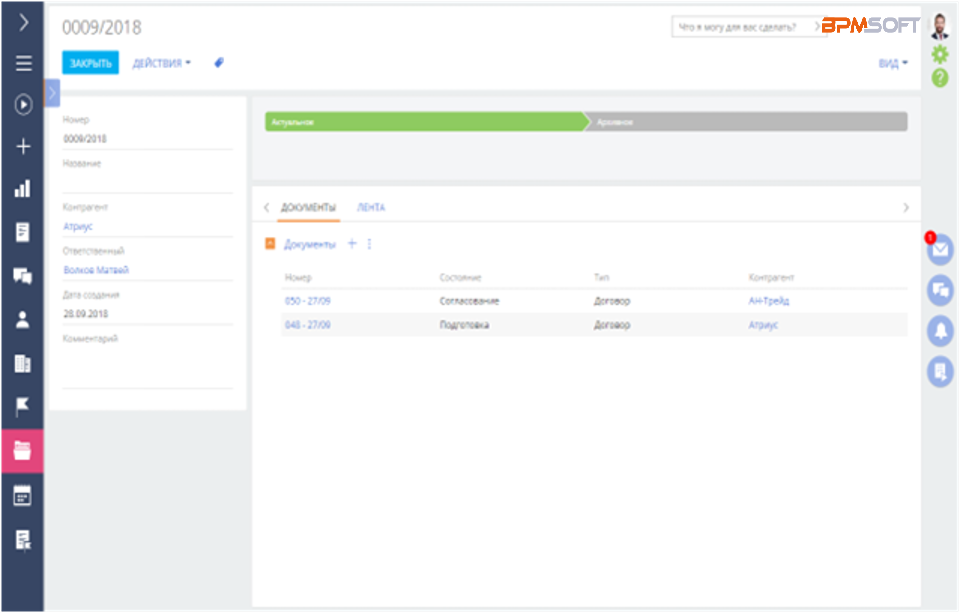 0009/2018
Что я могу для вас сделать?
BPMSOFT
ЗАКРЫТЬ
ДЕЙСТВИЯ
ВИД
Номер
0009/2018
Название
Контрагент
Атриус
Ответственный
Волков Матвей
Дата создания
28.09.2018
Комментарий
Актуальное
Архивное
ДОКУМЕНТЫ ЛЕНТА
Документы
Номер Состояние Тип Контрагент
050 - 27/09 Согласование Договор АН-Трейд
048 - 27/09 Подготовка Договор Атриус
1